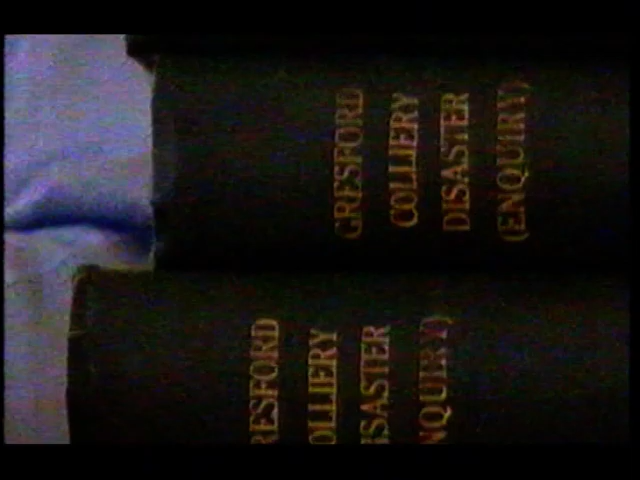 GRESFORD
COLLIERY
DISASTER
(ENQUIRY)
RESFORD
OLLIERY
ISASTER
NQUIRY)